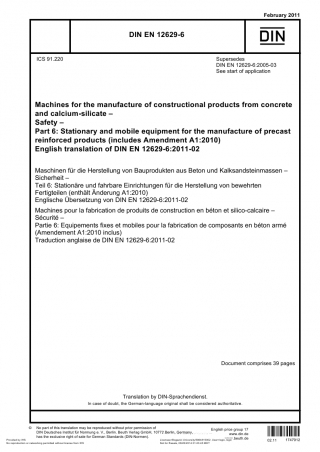 February 2011
DIN EN 12629-6
DIN
ICS 91.220
Supersedes
DIN EN 12629-6:2005-03
See start of application
Machines for the manufacture of constructional products from concrete
and calcium-silicate –
Safety –
Part 6: Stationary and mobile equipment for the manufacture of precast
reinforced products (includes Amendment A1:2010)
English translation of DIN EN 12629-6:2011-02
Maschinen für die Herstellung von Bauprodukten aus Beton und Kalksandsteinmassen –
Sicherheit –
Teil 6: Stationäre und fahrbare Einrichtungen für die Herstellung von bewehrten
Fertigteilen (enthält Änderung A1:2010)
Englische Übersetzung von DIN EN 12629-6:2011-02
Machines pour la fabrication de produits de construction en béton et silico-calcaire –
Sécurité –
Partie 6: Equipements fixes et mobiles pour la fabrication de composants en béton armé
(Amendement A1:2010 inclus)
Traduction anglaise de DIN EN 12629-6:2011-02
Document comprises 39 pages
Translation by DIN-Sprachendienst.
In case of doubt, the German-language original shall be considered authoritative.
© No part of this translation may be reproduced without prior permission of
DIN Deutsches Institut für Normung e. V., Berlin. Beuth Verlag GmbH, 10772 Berlin, Germany,
has the exclusive right of sale for German Standards (DIN-Normen).
English price group 17
www.din.de
www.beuth.de
02.11